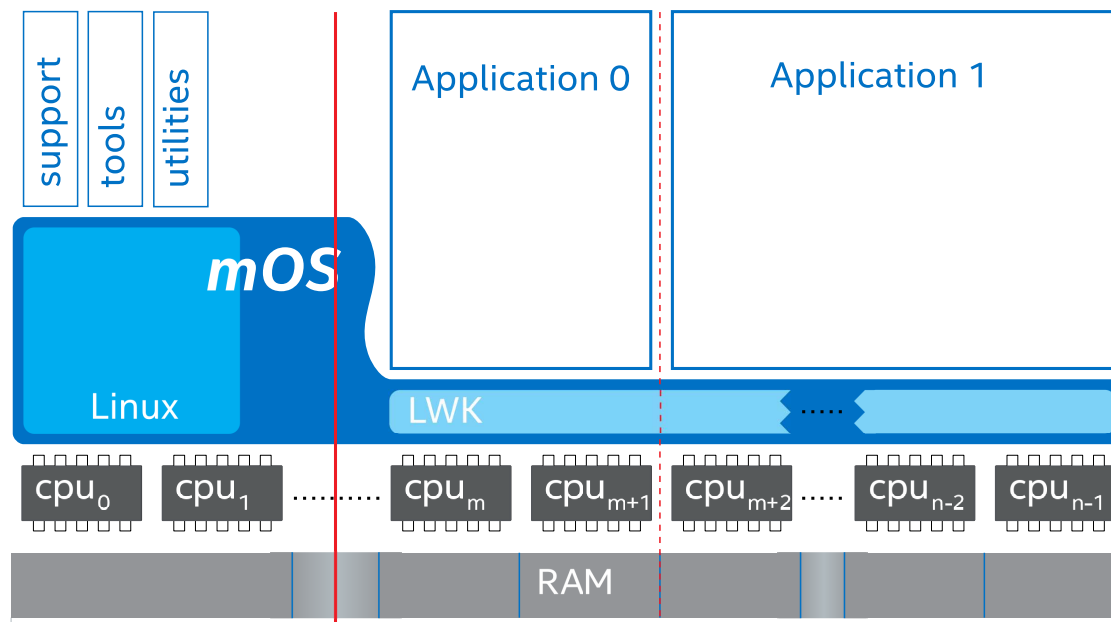 support
tools
utilities
Application 0
Application 1
mOS
Linux
LWK
.....
cpu0
cpu1
..........
cpum
cpum+1
cpum+2
.....
cpun-2
cpun-1
RAM